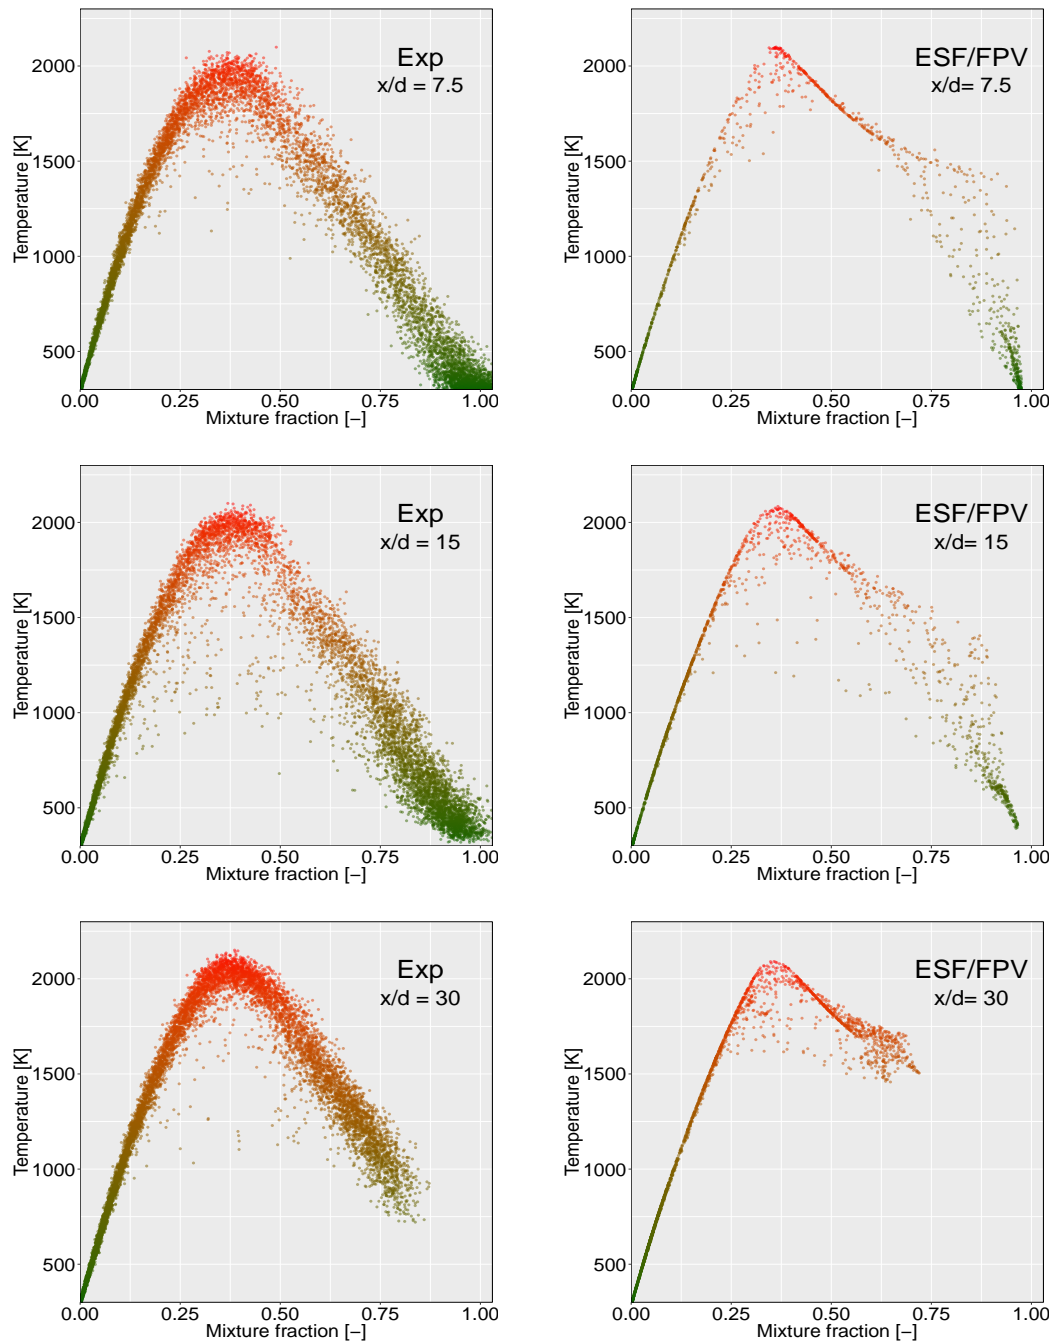 Exp
x/d = 7.5
Temperature [K]
2000
1500
1000
500
0.00 0.25 0.50 0.75 1.00
Mixture fraction [−]
ESF/FPV
x/d= 7.5
Temperature [K]
2000
1500
1000
500
0.00 0.25 0.50 0.75 1.00
Mixture fraction [−]
Exp
x/d = 15
Temperature [K]
2000
1500
1000
500
0.00 0.25 0.50 0.75 1.00
Mixture fraction [−]
ESF/FPV
x/d= 15
Temperature [K]
2000
1500
1000
500
0.00 0.25 0.50 0.75 1.00
Mixture fraction [−]
Exp
x/d = 30
Temperature [K]
2000
1500
1000
500
0.00 0.25 0.50 0.75 1.00
Mixture fraction [−]
ESF/FPV
x/d= 30
Temperature [K]
2000
1500
1000
500
0.00 0.25 0.50 0.75 1.00
Mixture fraction [−]